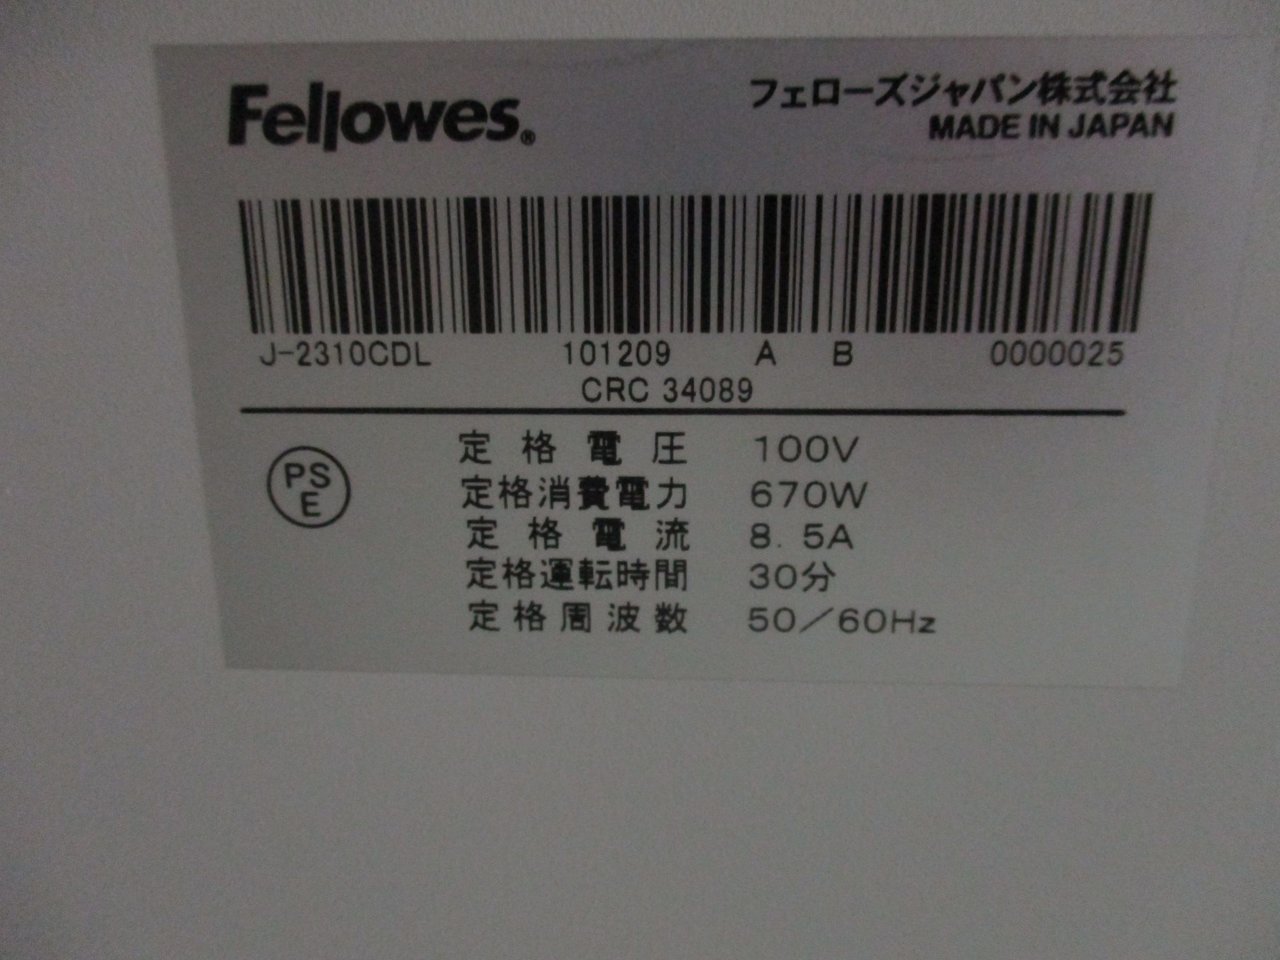 Fellowes®
フェローズジャパン株式会社
MADE IN JAPAN
J-2310CDL 101209 A B 0000025
CRC 34089
PS
E
定格電圧 100V
定格消費電力 670W
定格電流 8.5A
定格運転時間 30分
定格周波数 50/60Hz